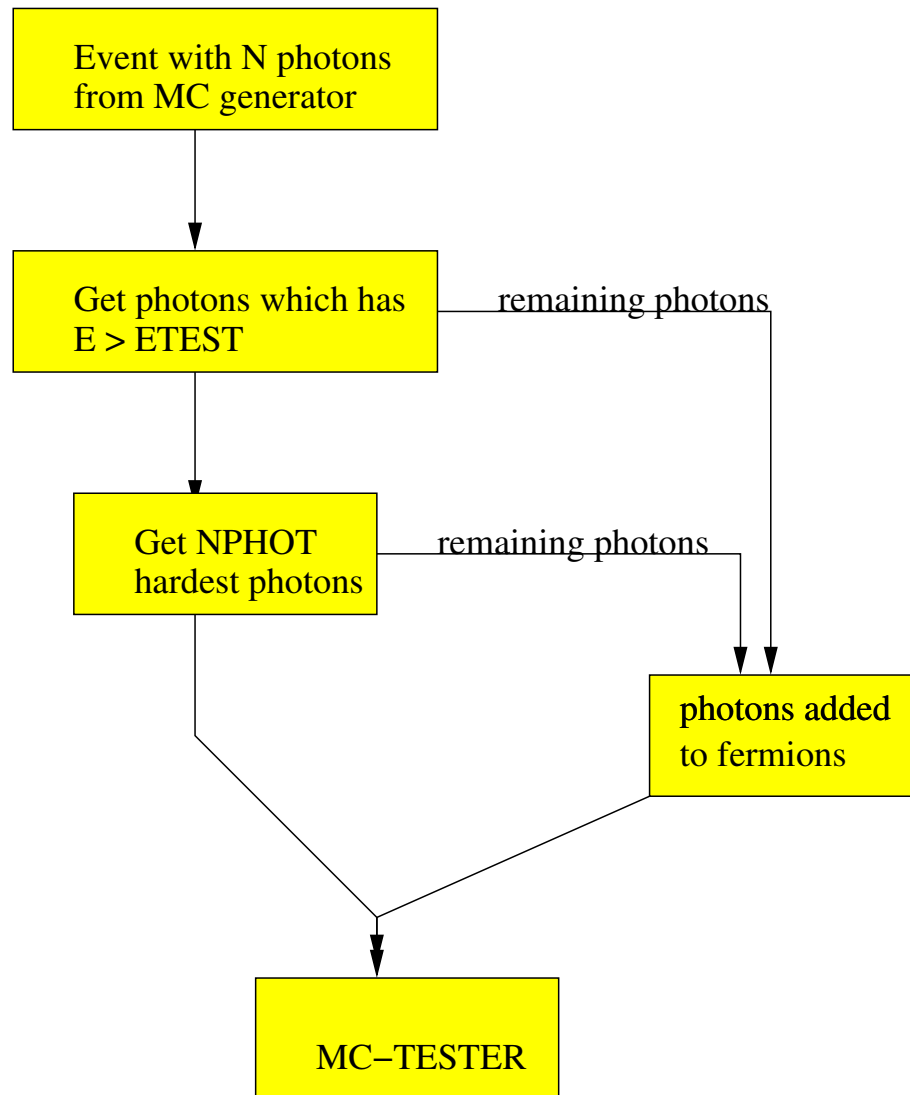 Event with N photons
from MC generator
Get photons which has
E > ETEST
remaining photons
Get NPHOT
hardest photons
remaining photons
photons added
to fermions
MC−TESTER